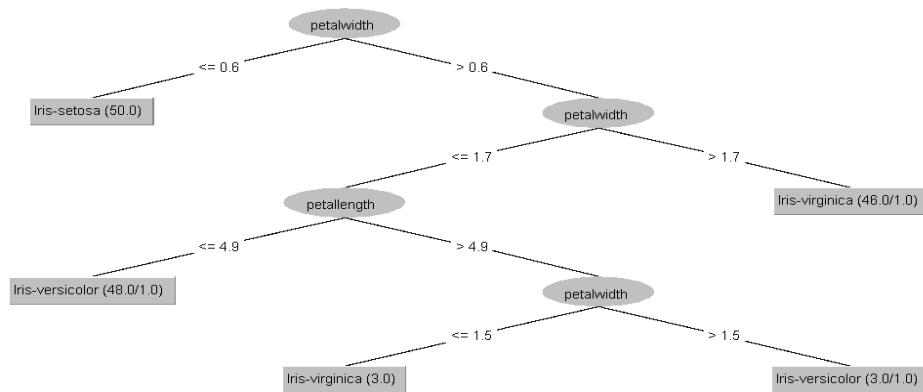 petalwidth
<= 0.6
> 0.6
Iris-setosa (50.0)
petalwidth
<= 1.7
> 1.7
petallength
Iris-virginica (46.0/1.0)
<= 4.9
> 4.9
Iris-versicolor (48.0/1.0)
petalwidth
<= 1.5
> 1.5
Iris-virginica (3.0)
Iris-versicolor (3.0/1.0)